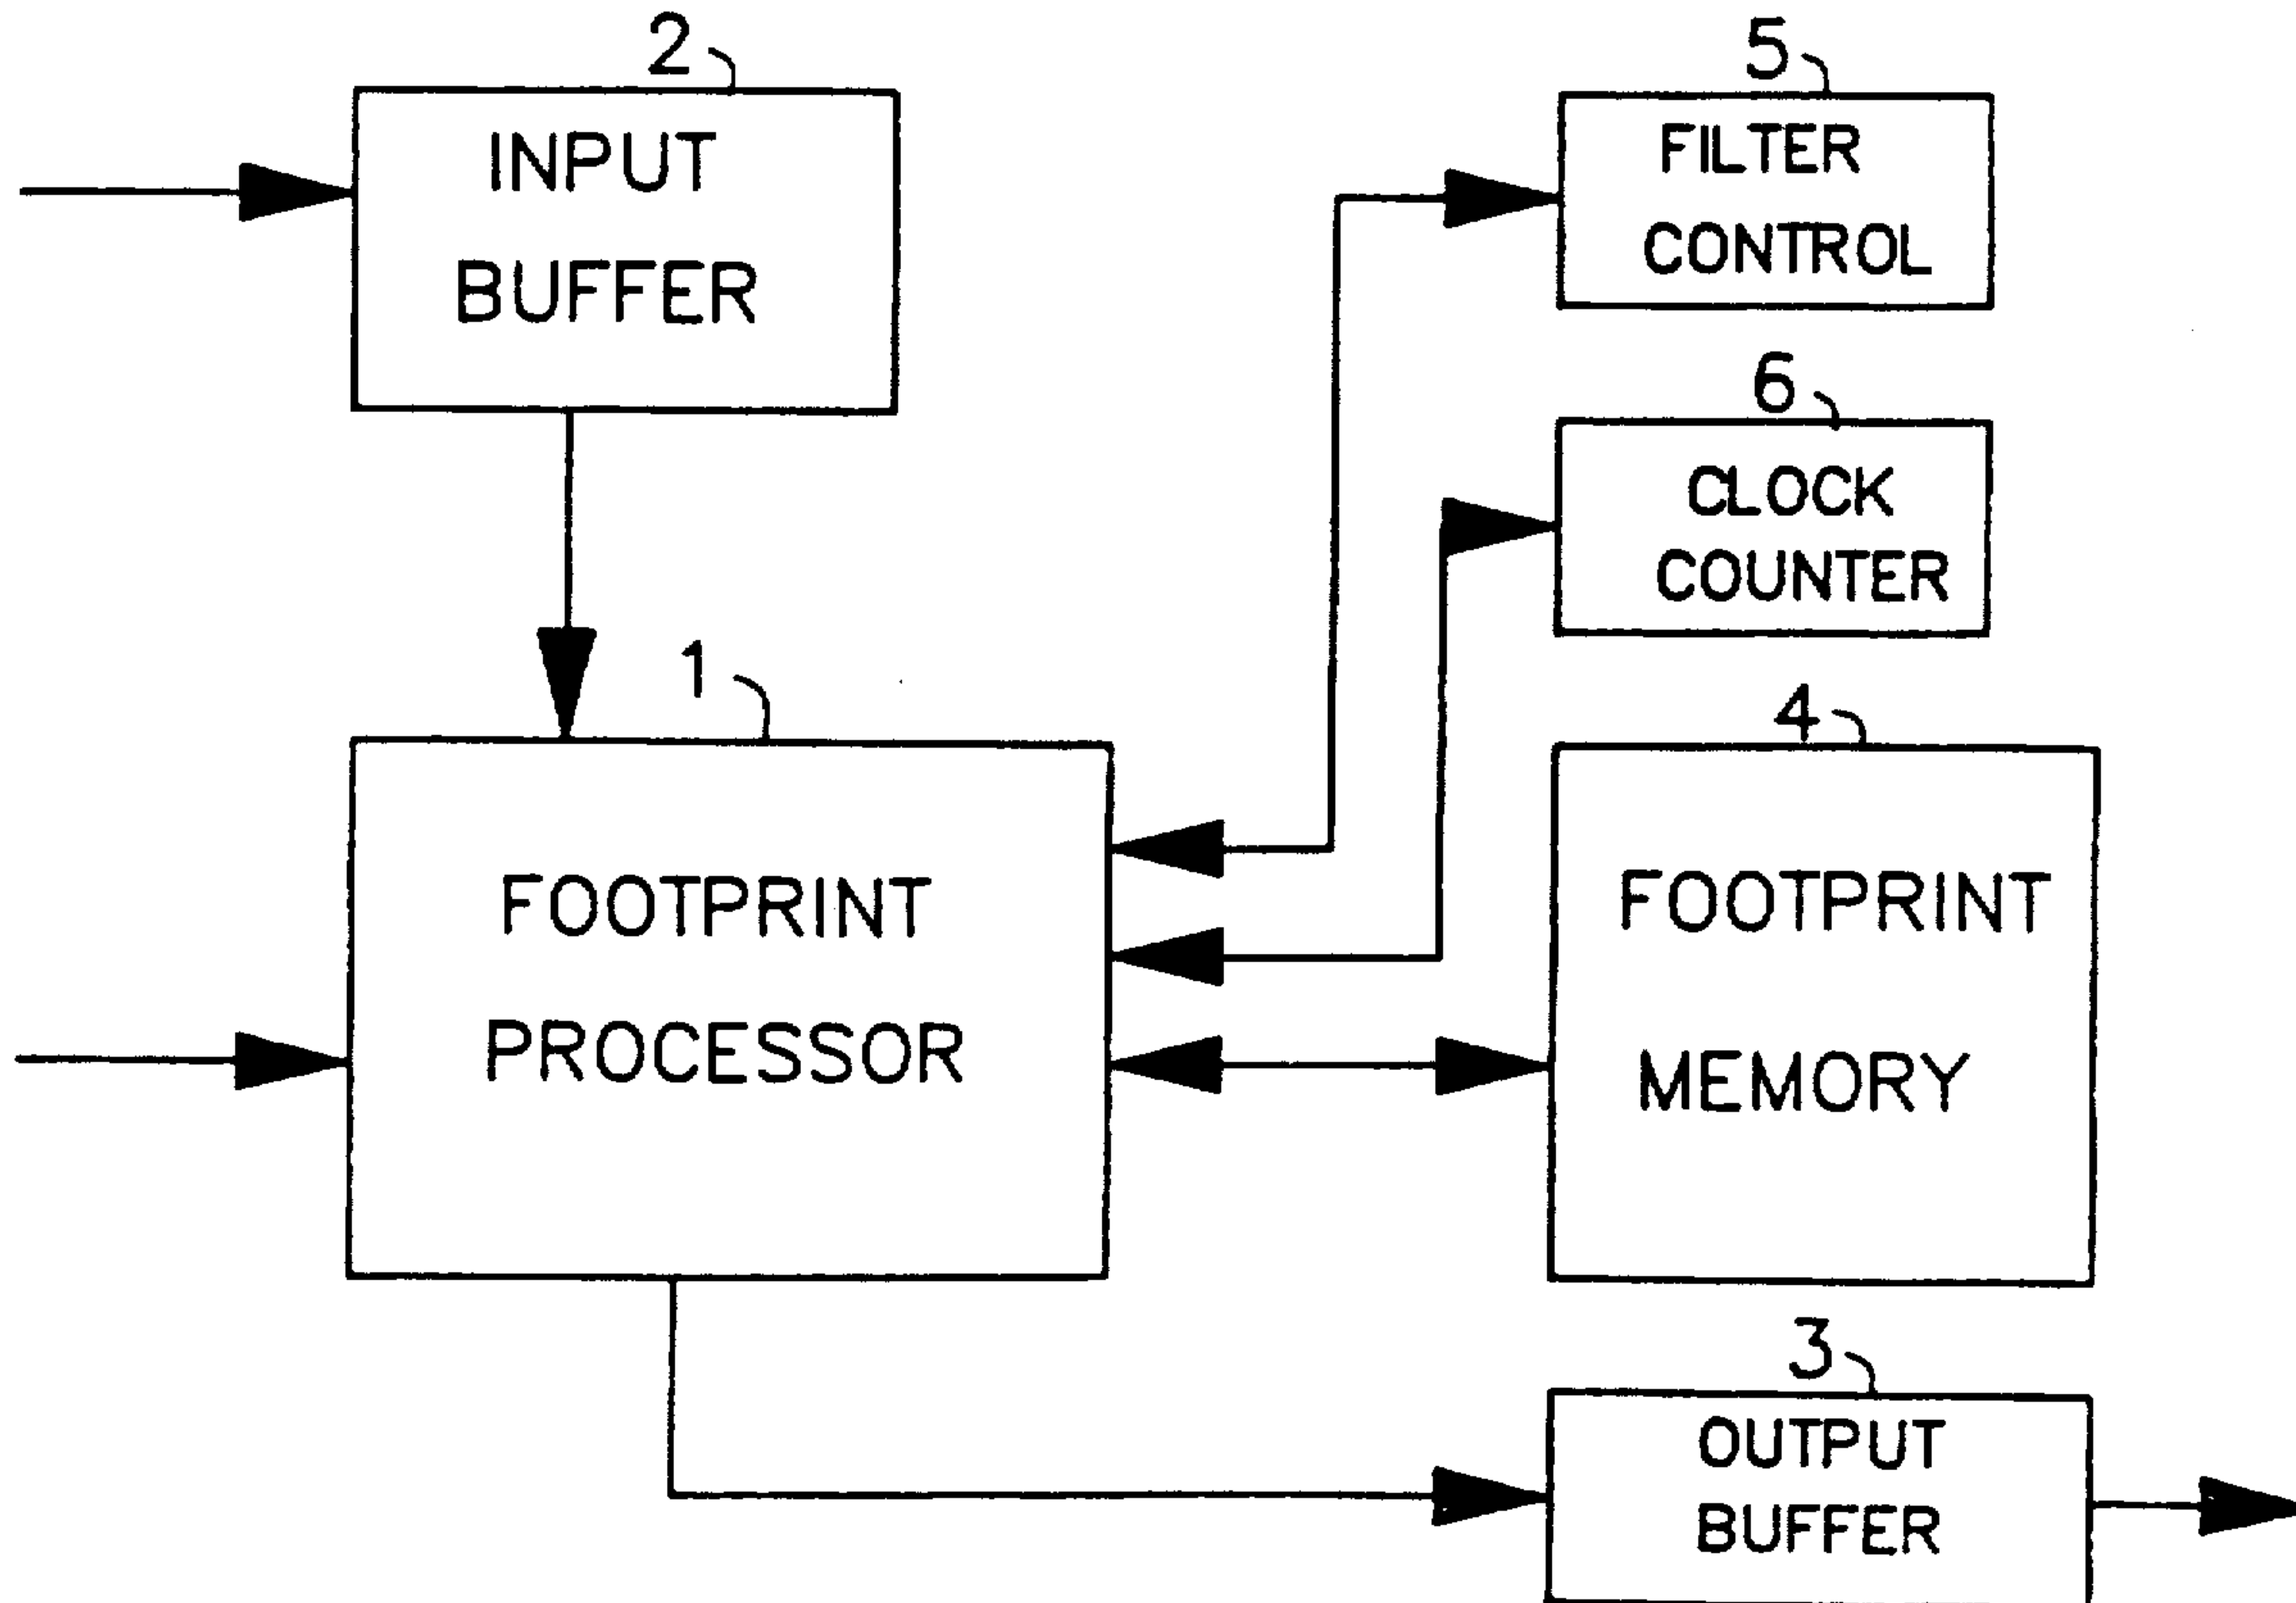 2
INPUT
BUFFER
5
FILTER
CONTROL
6
CLOCK
COUNTER
1
FOOTPRINT
PROCESSOR
4
FOOTPRINT
MEMORY
3
OUTPUT
BUFFER